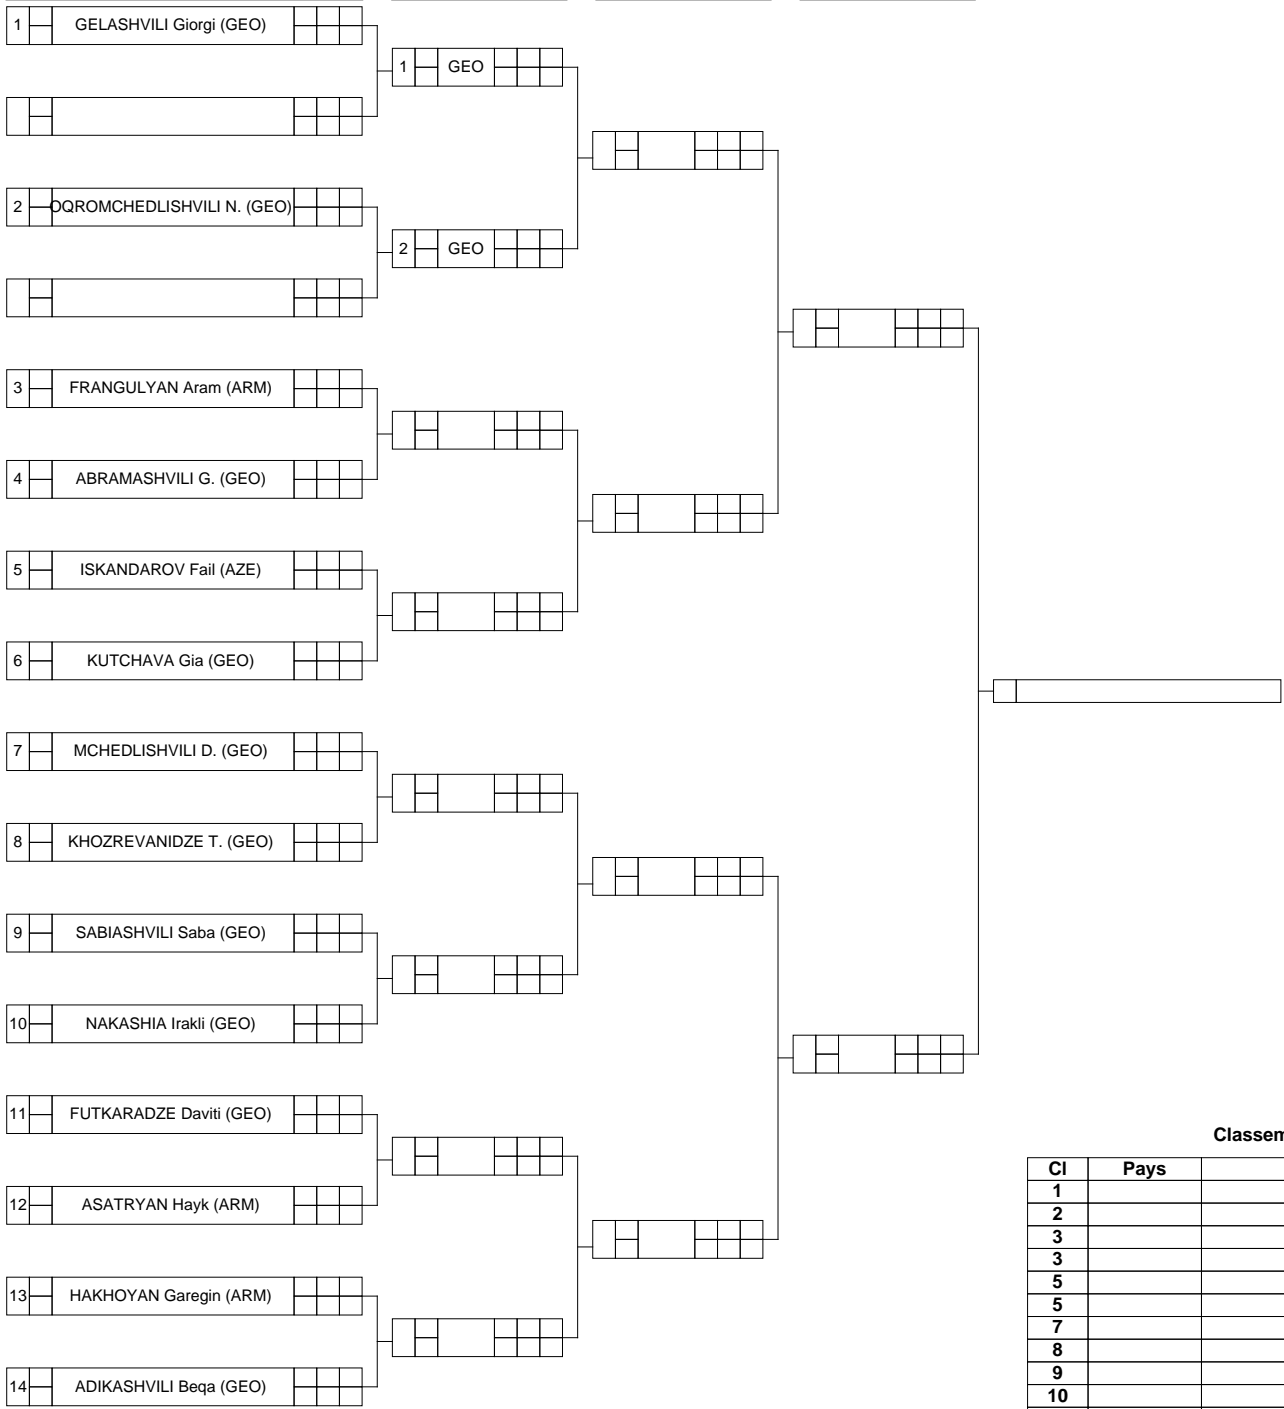 1 GELASHVILI Giorgi (GEO)
1 GEO
2 OQROMCHEDLISHVILI N. (GEO)
2 GEO
3 FRANGULYAN Aram (ARM)
4 ABRAMASHVILI G. (GEO)
5 ISKANDAROV Fail (AZE)
6 KUTCHAVA Gia (GEO)
7 MCHEDLISHVILI D. (GEO)
8 KHOZREVANIDZE T. (GEO)
9 SABIASHVILI Saba (GEO)
10 NAKASHIA Irakli (GEO)
11 FUTKARADZE Daviti (GEO)
12 ASATRYAN Hayk (ARM)
13 HAKHOYAN Garegin (ARM)
14 ADIKASHVILI Beqa (GEO)
Classem
Cl Pays
1
2
3
3
5
5
7
8
9
10